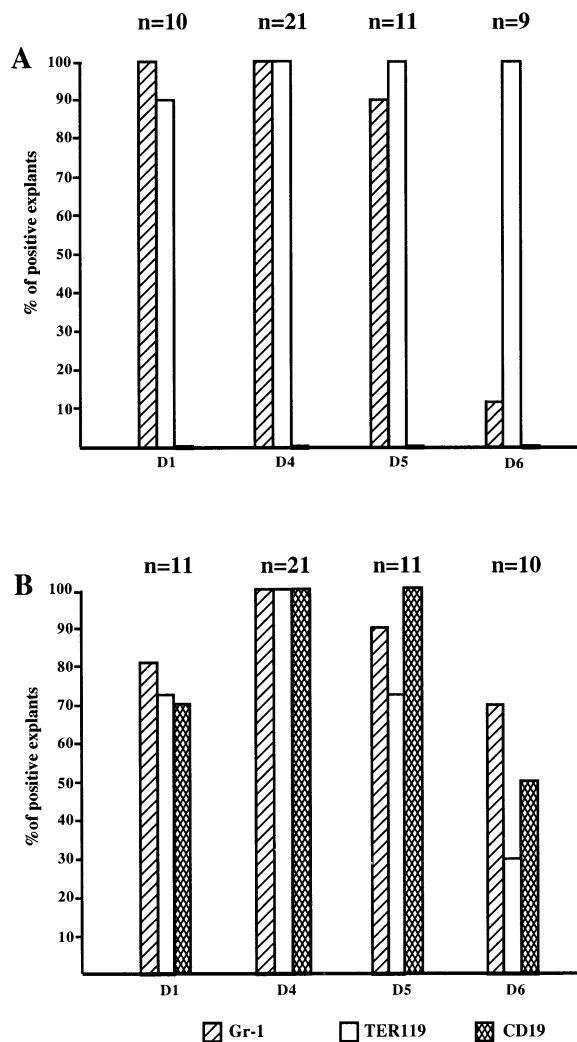 n=10 n=21 n=11 n=9
A
% of positive explants
100
90
80
70
60
50
40
30
20
10
D1 D4 D5 D6
n=11 n=21 n=11 n=10
B
%of positive explants
100
90
80
70
60
50
40
30
20
10
D1 D4 D5 D6
Gr-1 TER119 CD19